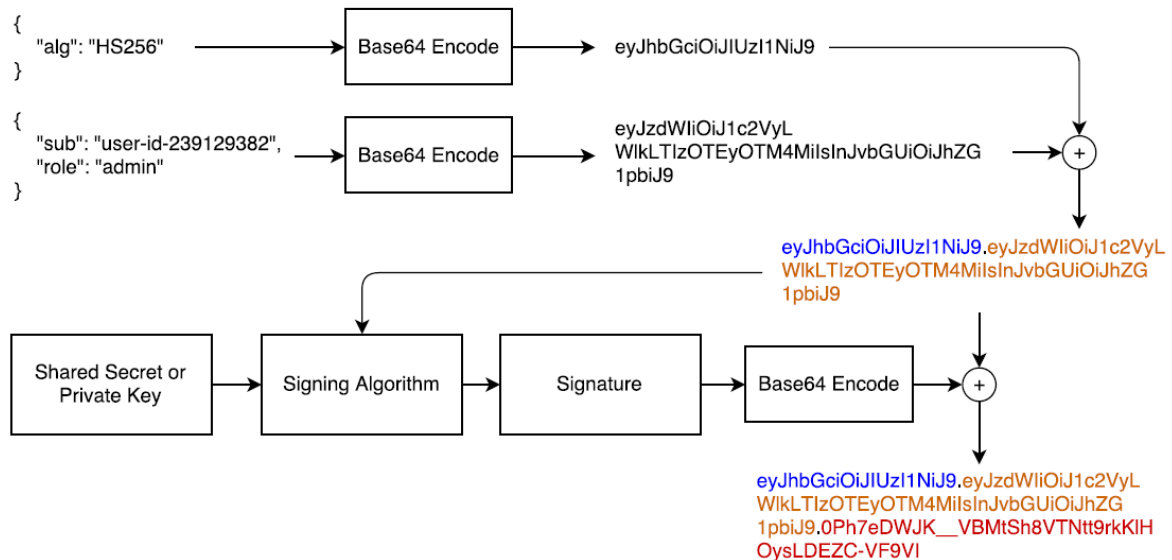 {
"alg": "HS256"
}
Base64 Encode
eyJhbGciOiJIUzI1NiJ9
{
"sub": "user-id-239129382",
"role": "admin"
}
Base64 Encode
eyJzdWIiOiJ1c2VyL
WlkLTIzOTEyOTM4MiIsInJvbGUiOiJhZG
1pbiJ9
+
eyJhbGciOiJIUzI1NiJ9.eyJzdWIiOiJ1c2VyL
WlkLTIzOTEyOTM4MiIsInJvbGUiOiJhZG
1pbiJ9
Shared Secret or
Private Key
Signing Algorithm
Signature
Base64 Encode
+
eyJhbGciOiJIUzI1NiJ9.eyJzdWIiOiJ1c2VyL
WlkLTIzOTEyOTM4MiIsInJvbGUiOiJhZG
1pbiJ9.0Ph7eDWJK__VBMtSh8VTNtt9rkKlH
OysLDEZC-VF9VI